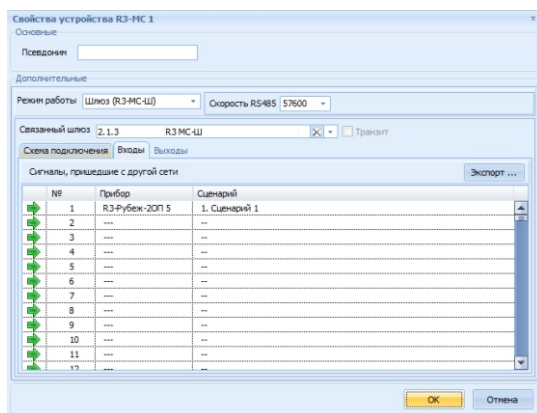 Свойства устройства R3-МС 1
Основные
Псевдоним
Дополнительные
Режим работы Шлюз (R3-МС-Ш) Скорость RS485 57600
Связанный шлюз 2.1.3 R3 МС-Ш Транзит
Схема подключения Входы Выходы
Сигналы, пришедшие с другой сети Экспорт ...
№ Прибор Сценарий
1 R3-Рубеж-2ОП 5 1. Сценарий 1
2 --- --
3 --- --
4 --- --
5 --- --
6 --- --
7 --- --
8 --- --
9 --- --
10 --- --
11 --- --
12 --- --
OK Отмена